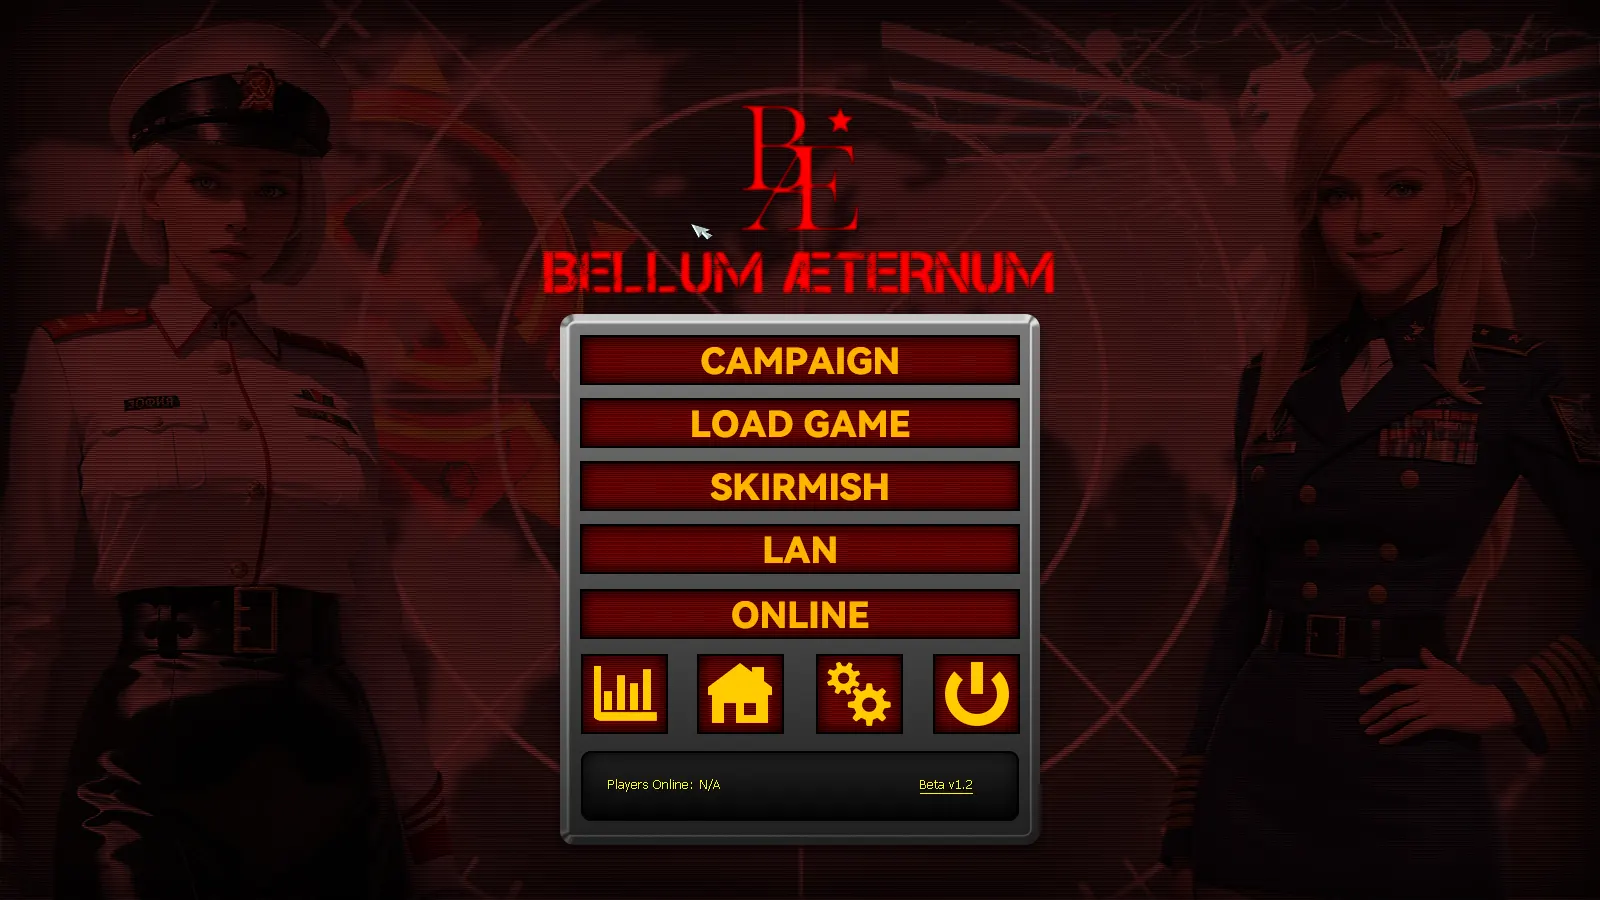 BÆ
BELLUM ÆTERNUM
CAMPAIGN
LOAD GAME
SKIRMISH
LAN
ONLINE
Players Online: N/A
Beta v1.2